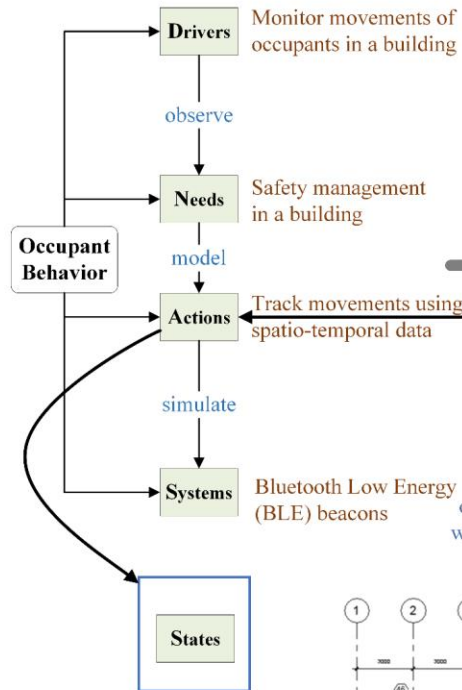 Drivers
Monitor movements of
occupants in a building
observe
Needs
Safety management
in a building
Occupant
Behavior
model
Actions
Track movements using
spatio-temporal data
simulate
Systems
Bluetooth Low Energy
(BLE) beacons
w
States
1 2
7000